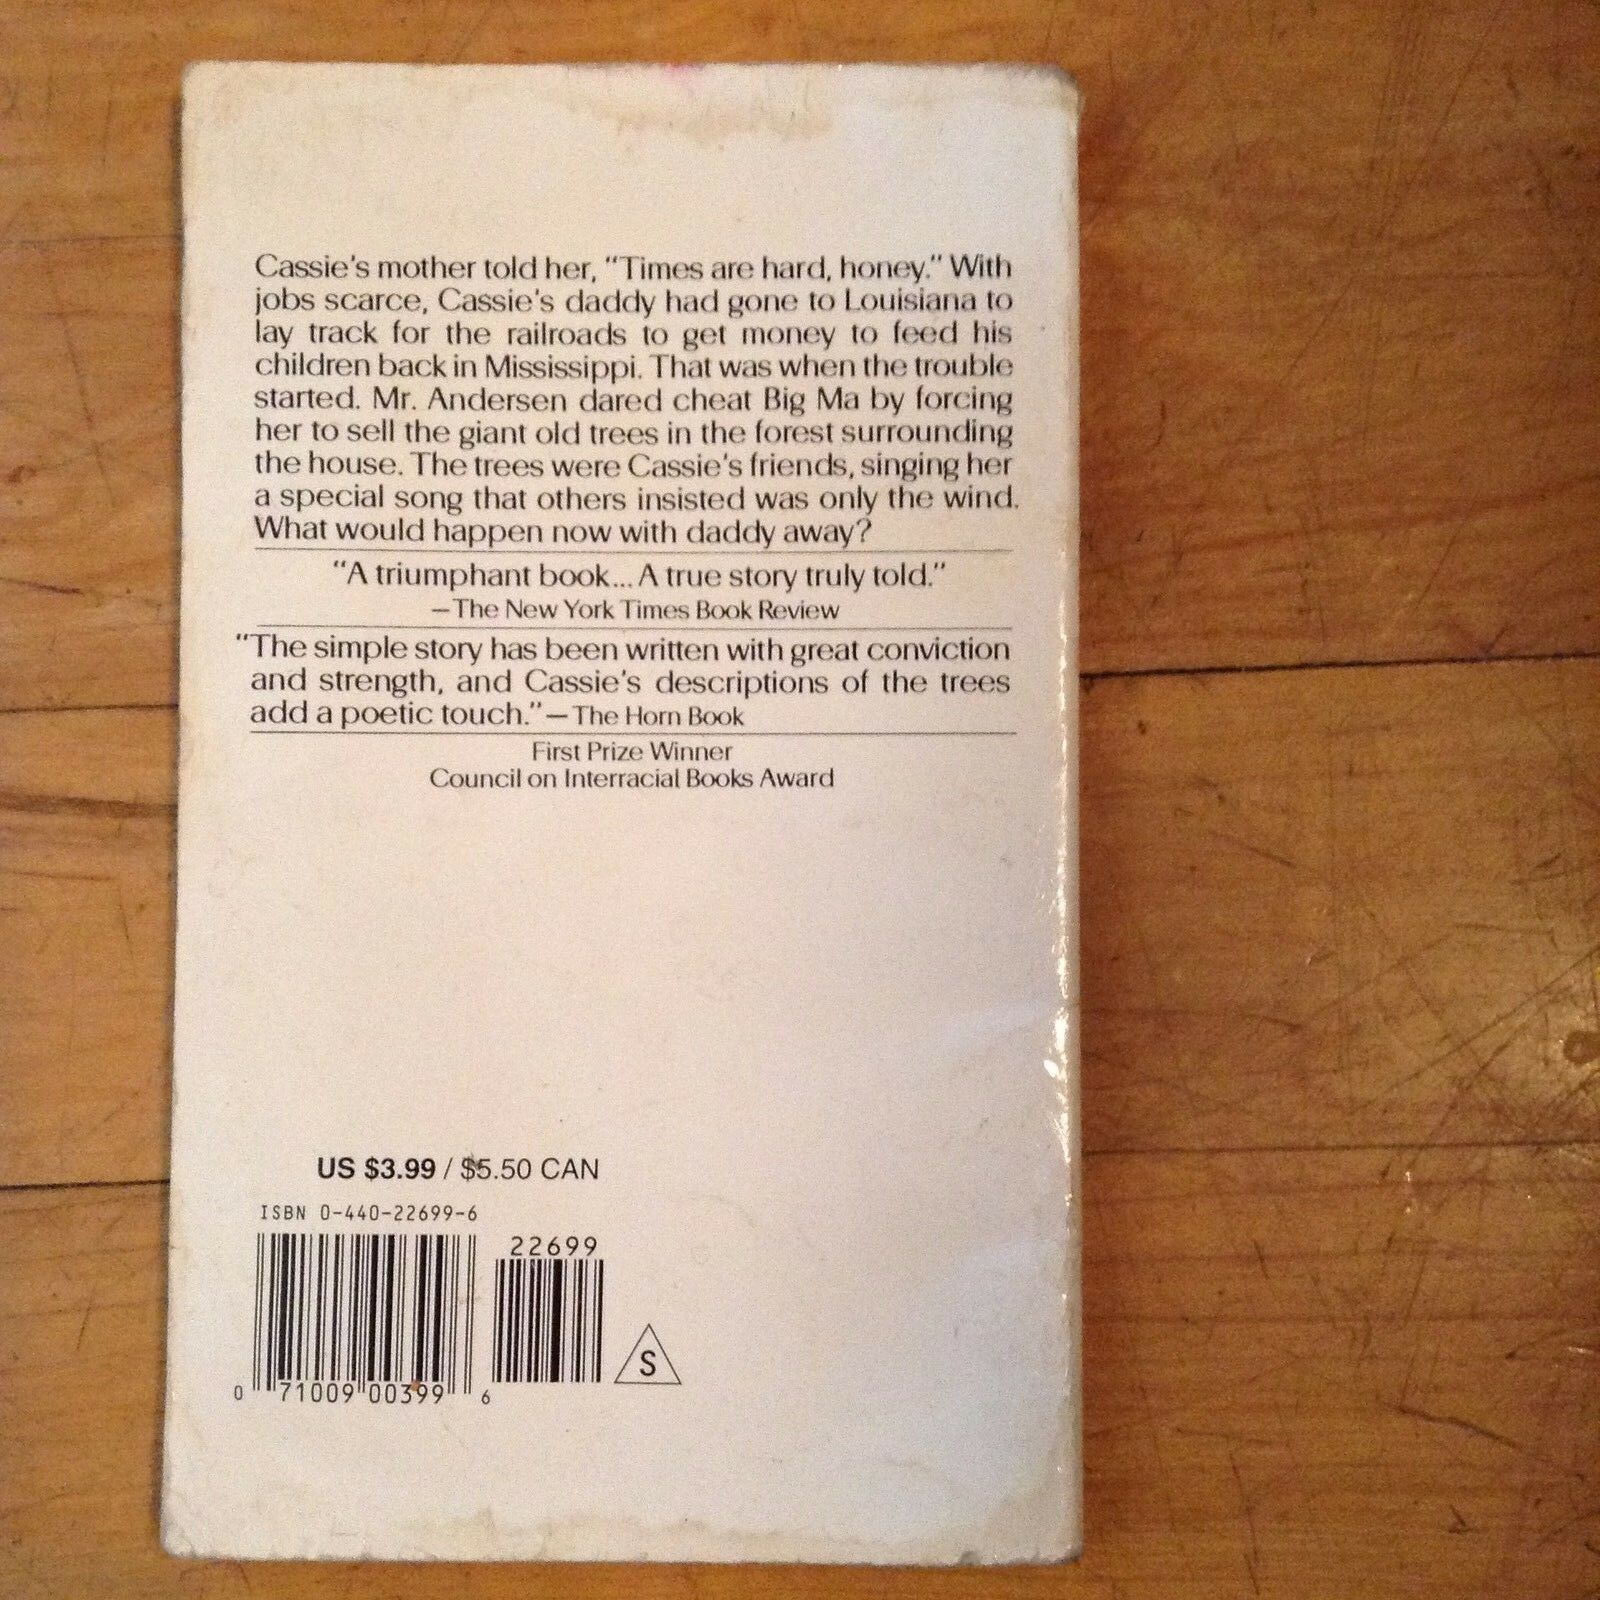 Cassie's mother told her, "Times are hard, honey." With
jobs scarce, Cassie's daddy had gone to Louisiana to
lay track for the railroads to get money to feed his
children back in Mississippi. That was when the trouble
started. Mr. Andersen dared cheat Big Ma by forcing
her to sell the giant old trees in the forest surrounding
the house. The trees were Cassie's friends, singing her
a special song that others insisted was only the wind.
What would happen now with daddy away?
"A triumphant book... A true story truly told."
—The New York Times Book Review
"The simple story has been written with great conviction
and strength, and Cassie's descriptions of the trees
add a poetic touch."—The Horn Book
First Prize Winner
Council on Interracial Books Award
US $3.99 / $5.50 CAN
ISBN 0-440-22699-6
22699
0 71009 00399 6
S